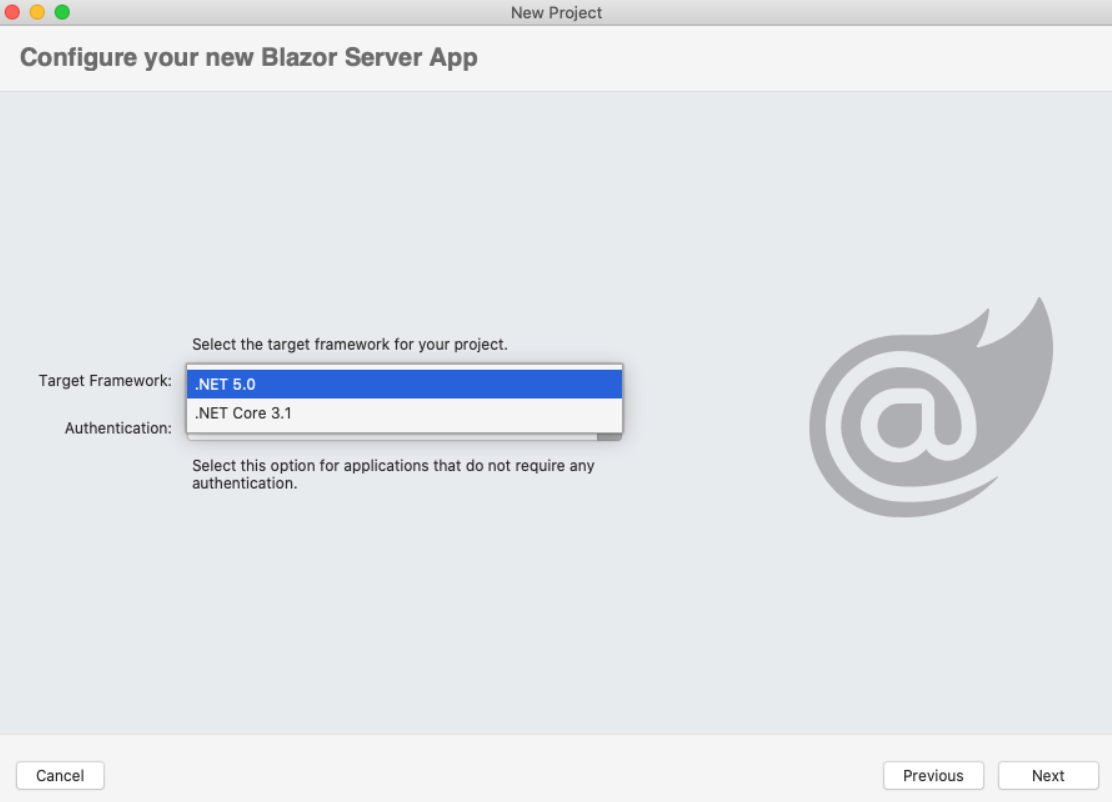 New Project
Configure your new Blazor Server App
Select the target framework for your project.
Target Framework:
.NET 5.0
.NET Core 3.1
Authentication:
Select this option for applications that do not require any
authentication.
Cancel
Previous
Next